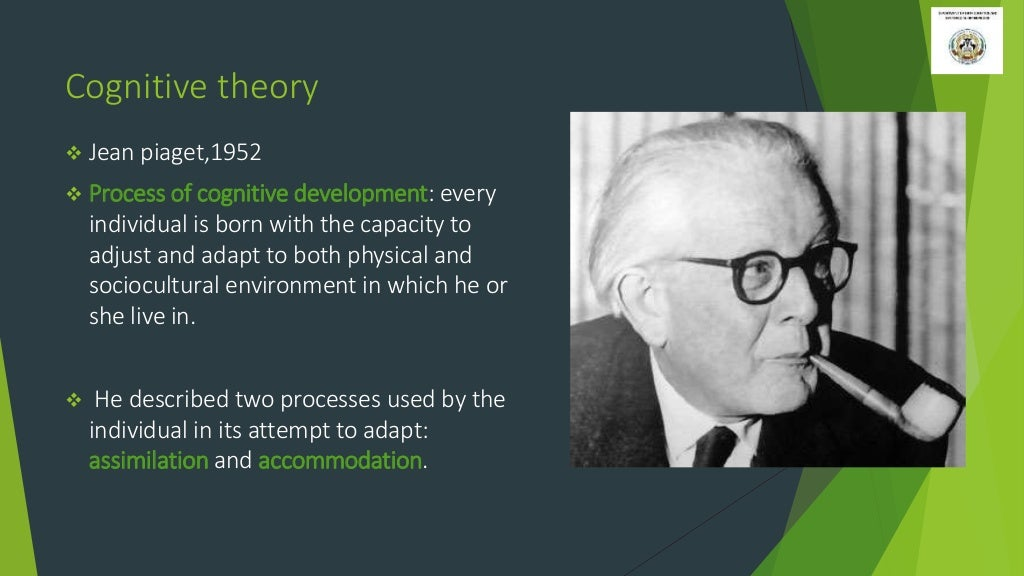 Cognitive theory
❖ Jean piaget,1952
❖ Process of cognitive development: every
individual is born with the capacity to
adjust and adapt to both physical and
sociocultural environment in which he or
she live in.
❖ He described two processes used by the
individual in its attempt to adapt:
assimilation and accommodation.